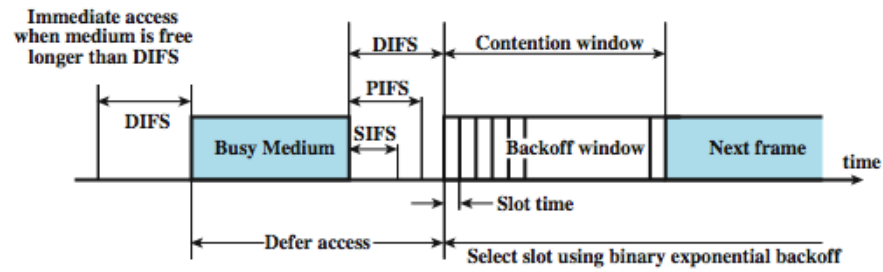 Immediate access
when medium is free
longer than DIFS
DIFS
Contention window
PIFS
DIFS
SIFS
Busy Medium
Backoff window
Next frame
time
Slot time
Defer access
Select slot using binary exponential backoff